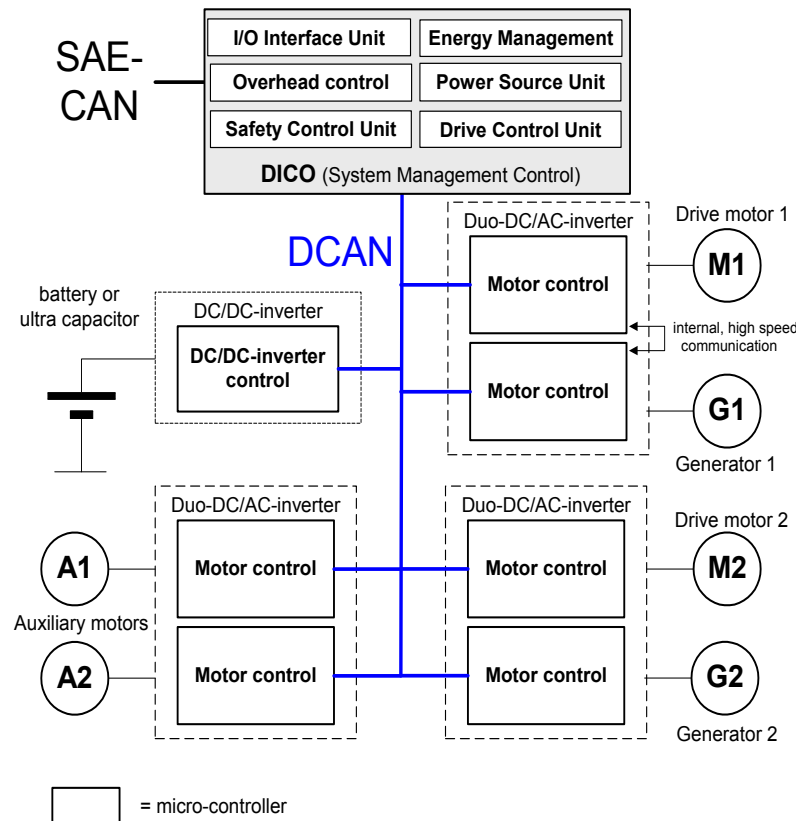 SAE-
CAN
I/O Interface Unit
Energy Management
Overhead control
Power Source Unit
Safety Control Unit
Drive Control Unit
DICO (System Management Control)
DCAN
Duo-DC/AC-inverter
Drive motor 1
Motor control
M1
battery or
ultra capacitor
DC/DC-inverter
DC/DC-inverter
control
internal, high speed
communication
Motor control
G1
Generator 1
Duo-DC/AC-inverter
Duo-DC/AC-inverter
Drive motor 2
A1
Motor control
Motor control
M2
Auxiliary motors
A2
Motor control
Motor control
G2
Generator 2
= micro-controller